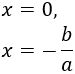 x = 0,
x = −b/a